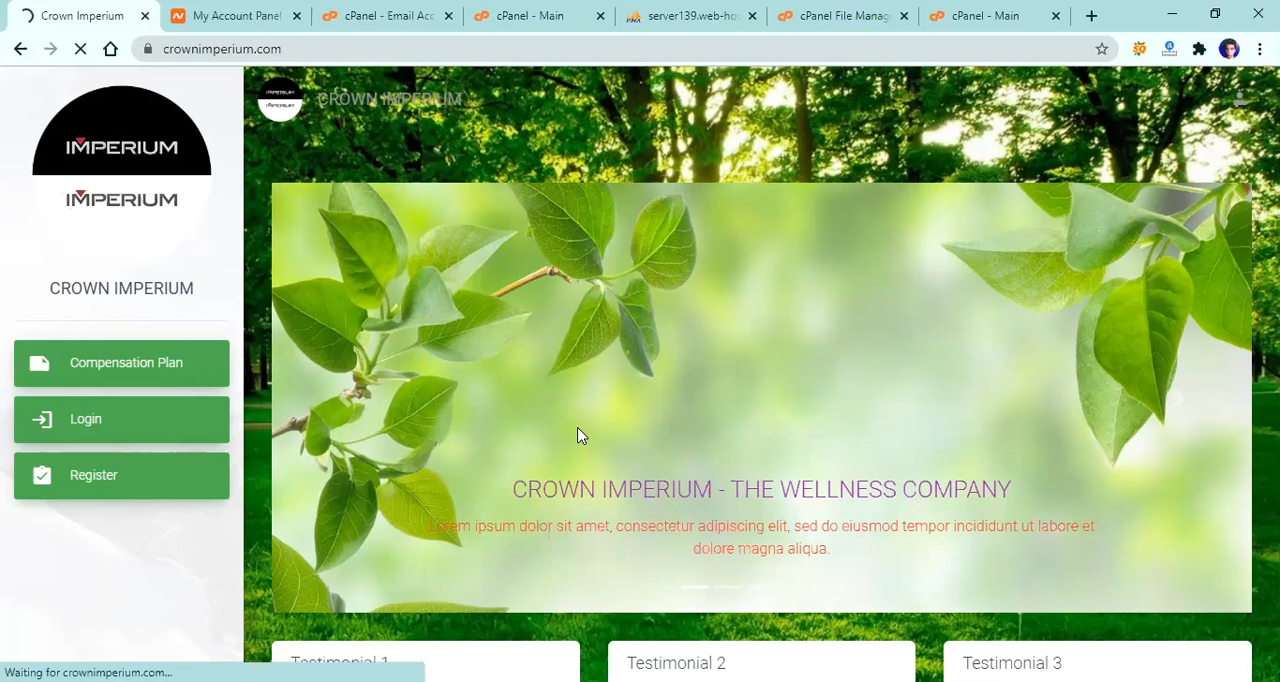 Crown Imperium
My Account Panel
cPanel - Email Acc
cPanel - Main
server139.web-ho
cPanel File Manag
cPanel - Main
crownimperium.com
IMPERIUM
IMPERIUM
CROWN IMPERIUM
Compensation Plan
Login
Register
IMPERIUM
IMPERIUM
CROWN IMPERIUM
CROWN IMPERIUM - THE WELLNESS COMPANY
Lorem ipsum dolor sit amet, consectetur adipiscing elit, sed do eiusmod tempor incididunt ut labore et
dolore magna aliqua.
Testimonial 1
Testimonial 2
Testimonial 3
Waiting for crownimperium.com...